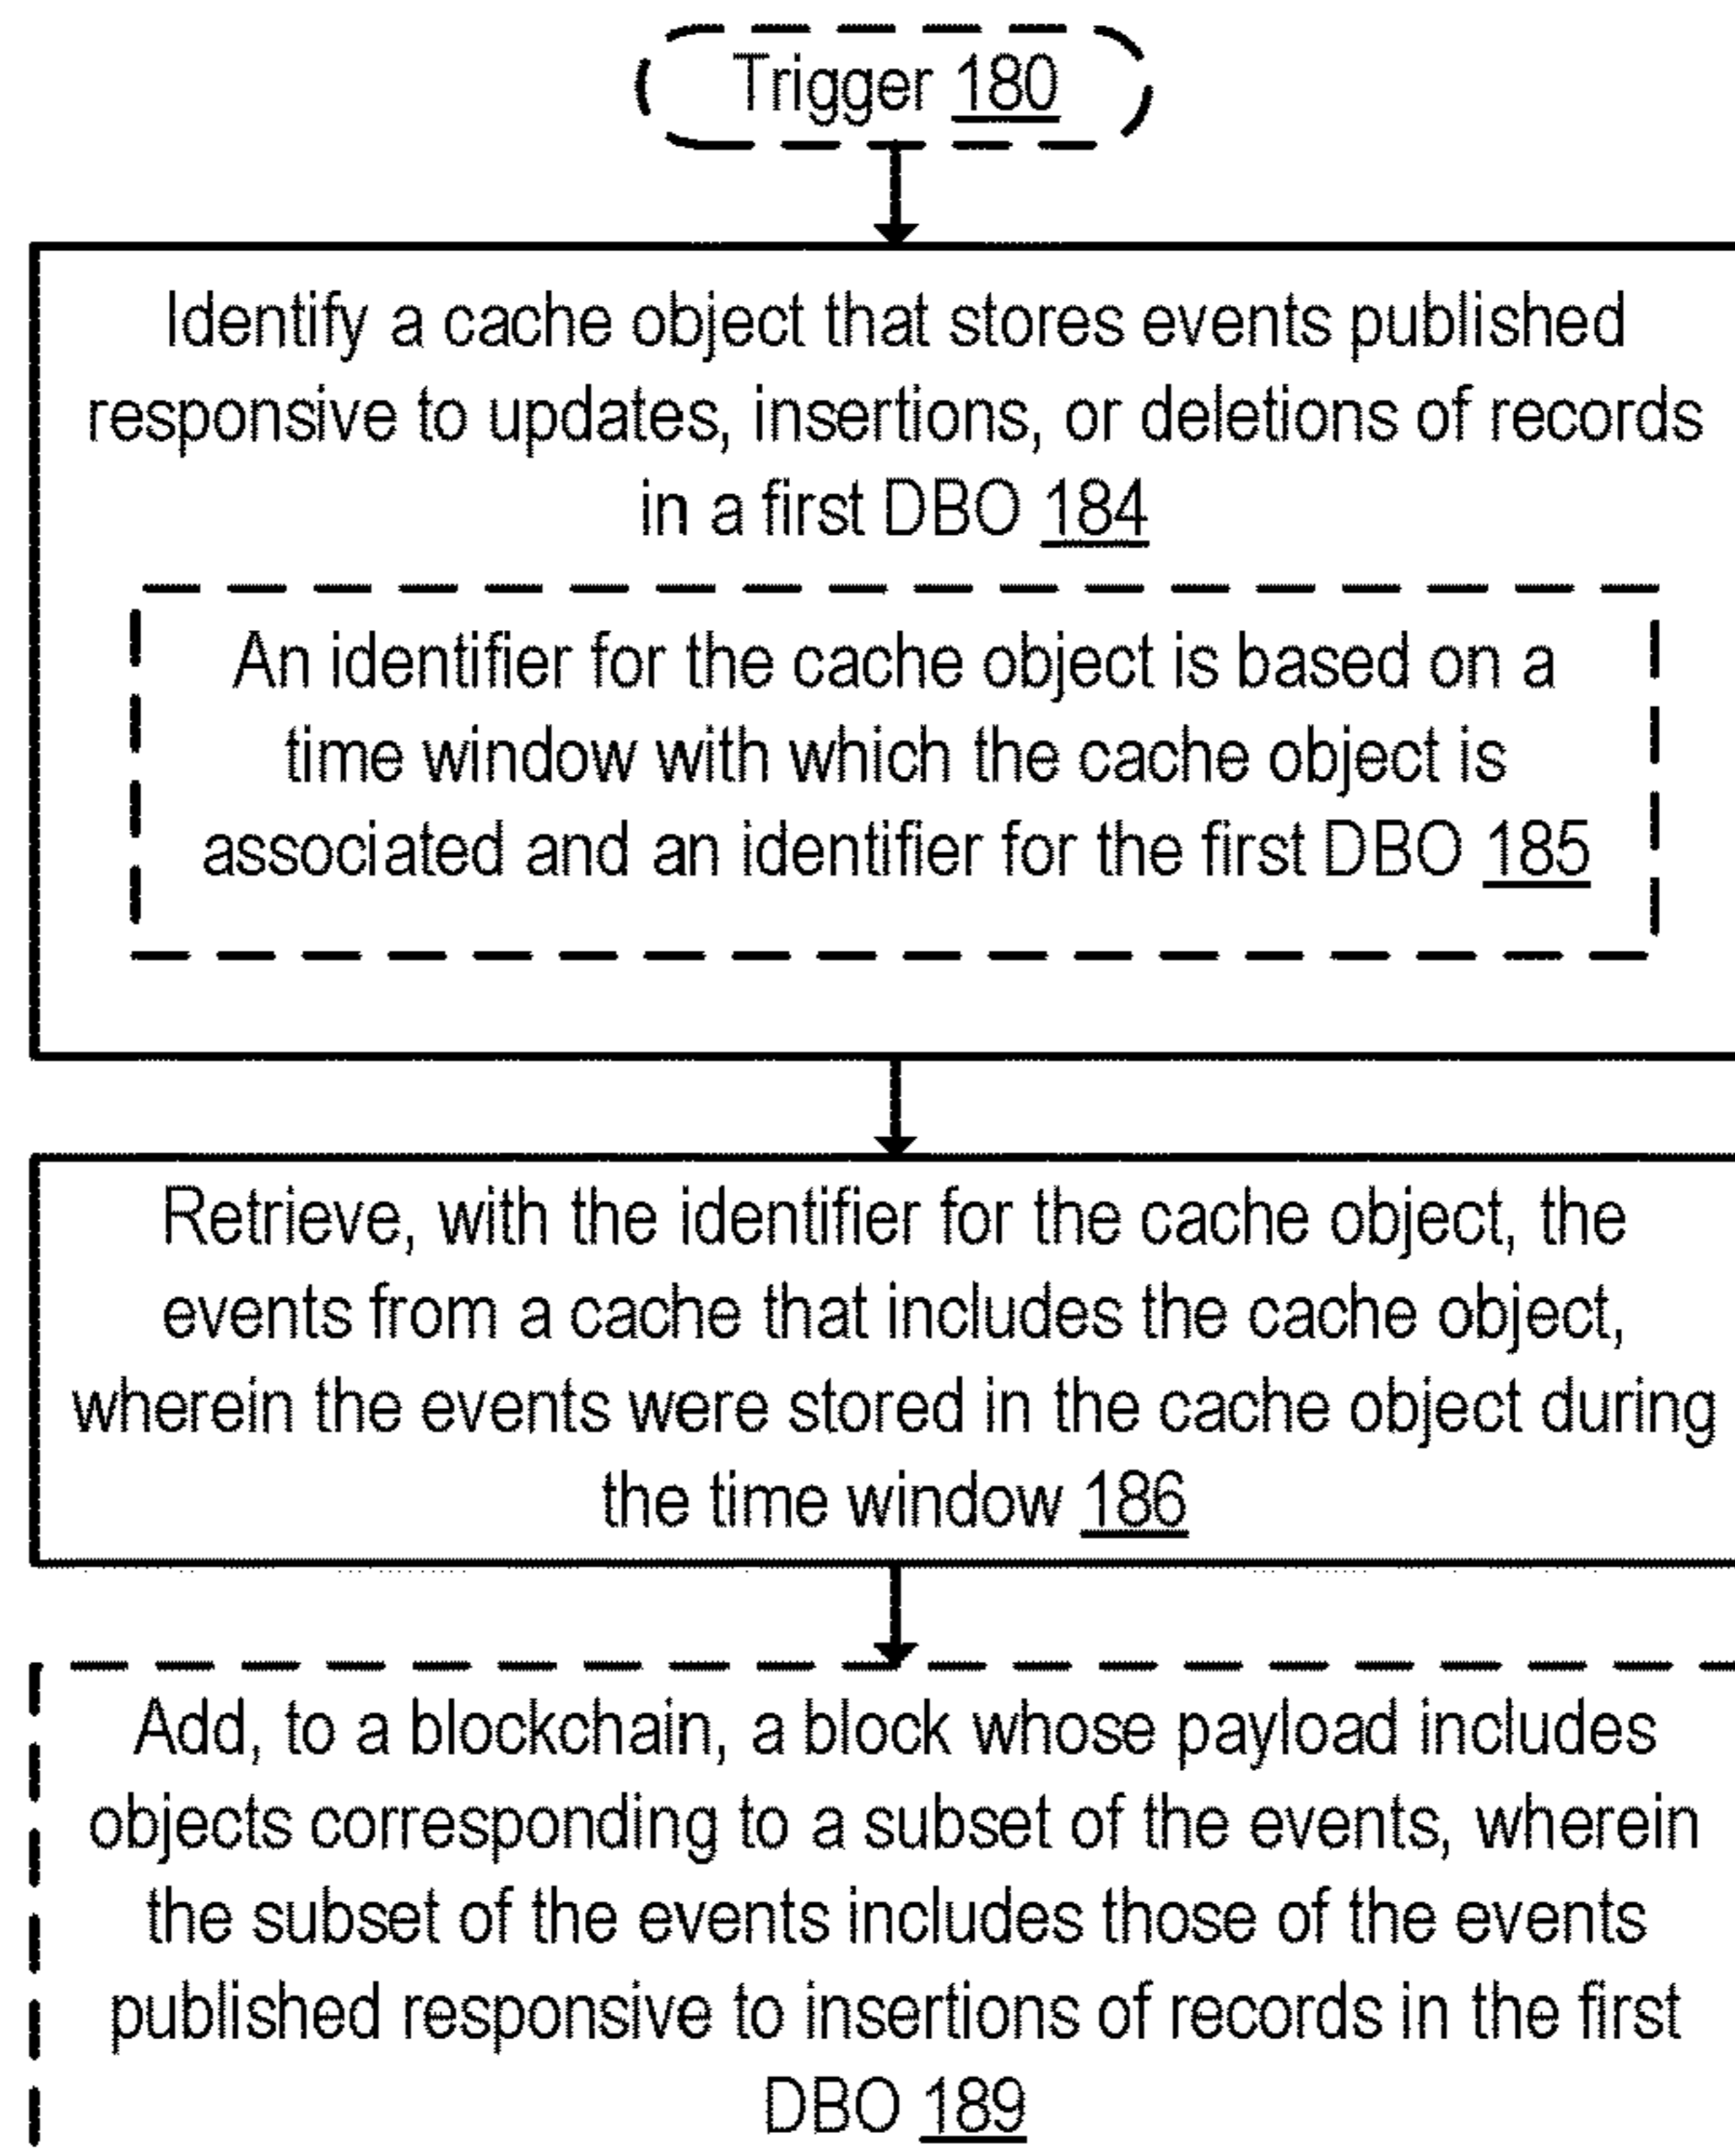 Trigger 180
Identify a cache object that stores events published
responsive to updates, insertions, or deletions of records
in a first DBO 184
An identifier for the cache object is based on a
time window with which the cache object is
associated and an identifier for the first DBO 185
Retrieve, with the identifier for the cache object, the
events from a cache that includes the cache object,
wherein the events were stored in the cache object during
the time window 186
Add, to a blockchain, a block whose payload includes
objects corresponding to a subset of the events, wherein
the subset of the events includes those of the events
published responsive to insertions of records in the first
DBO 189